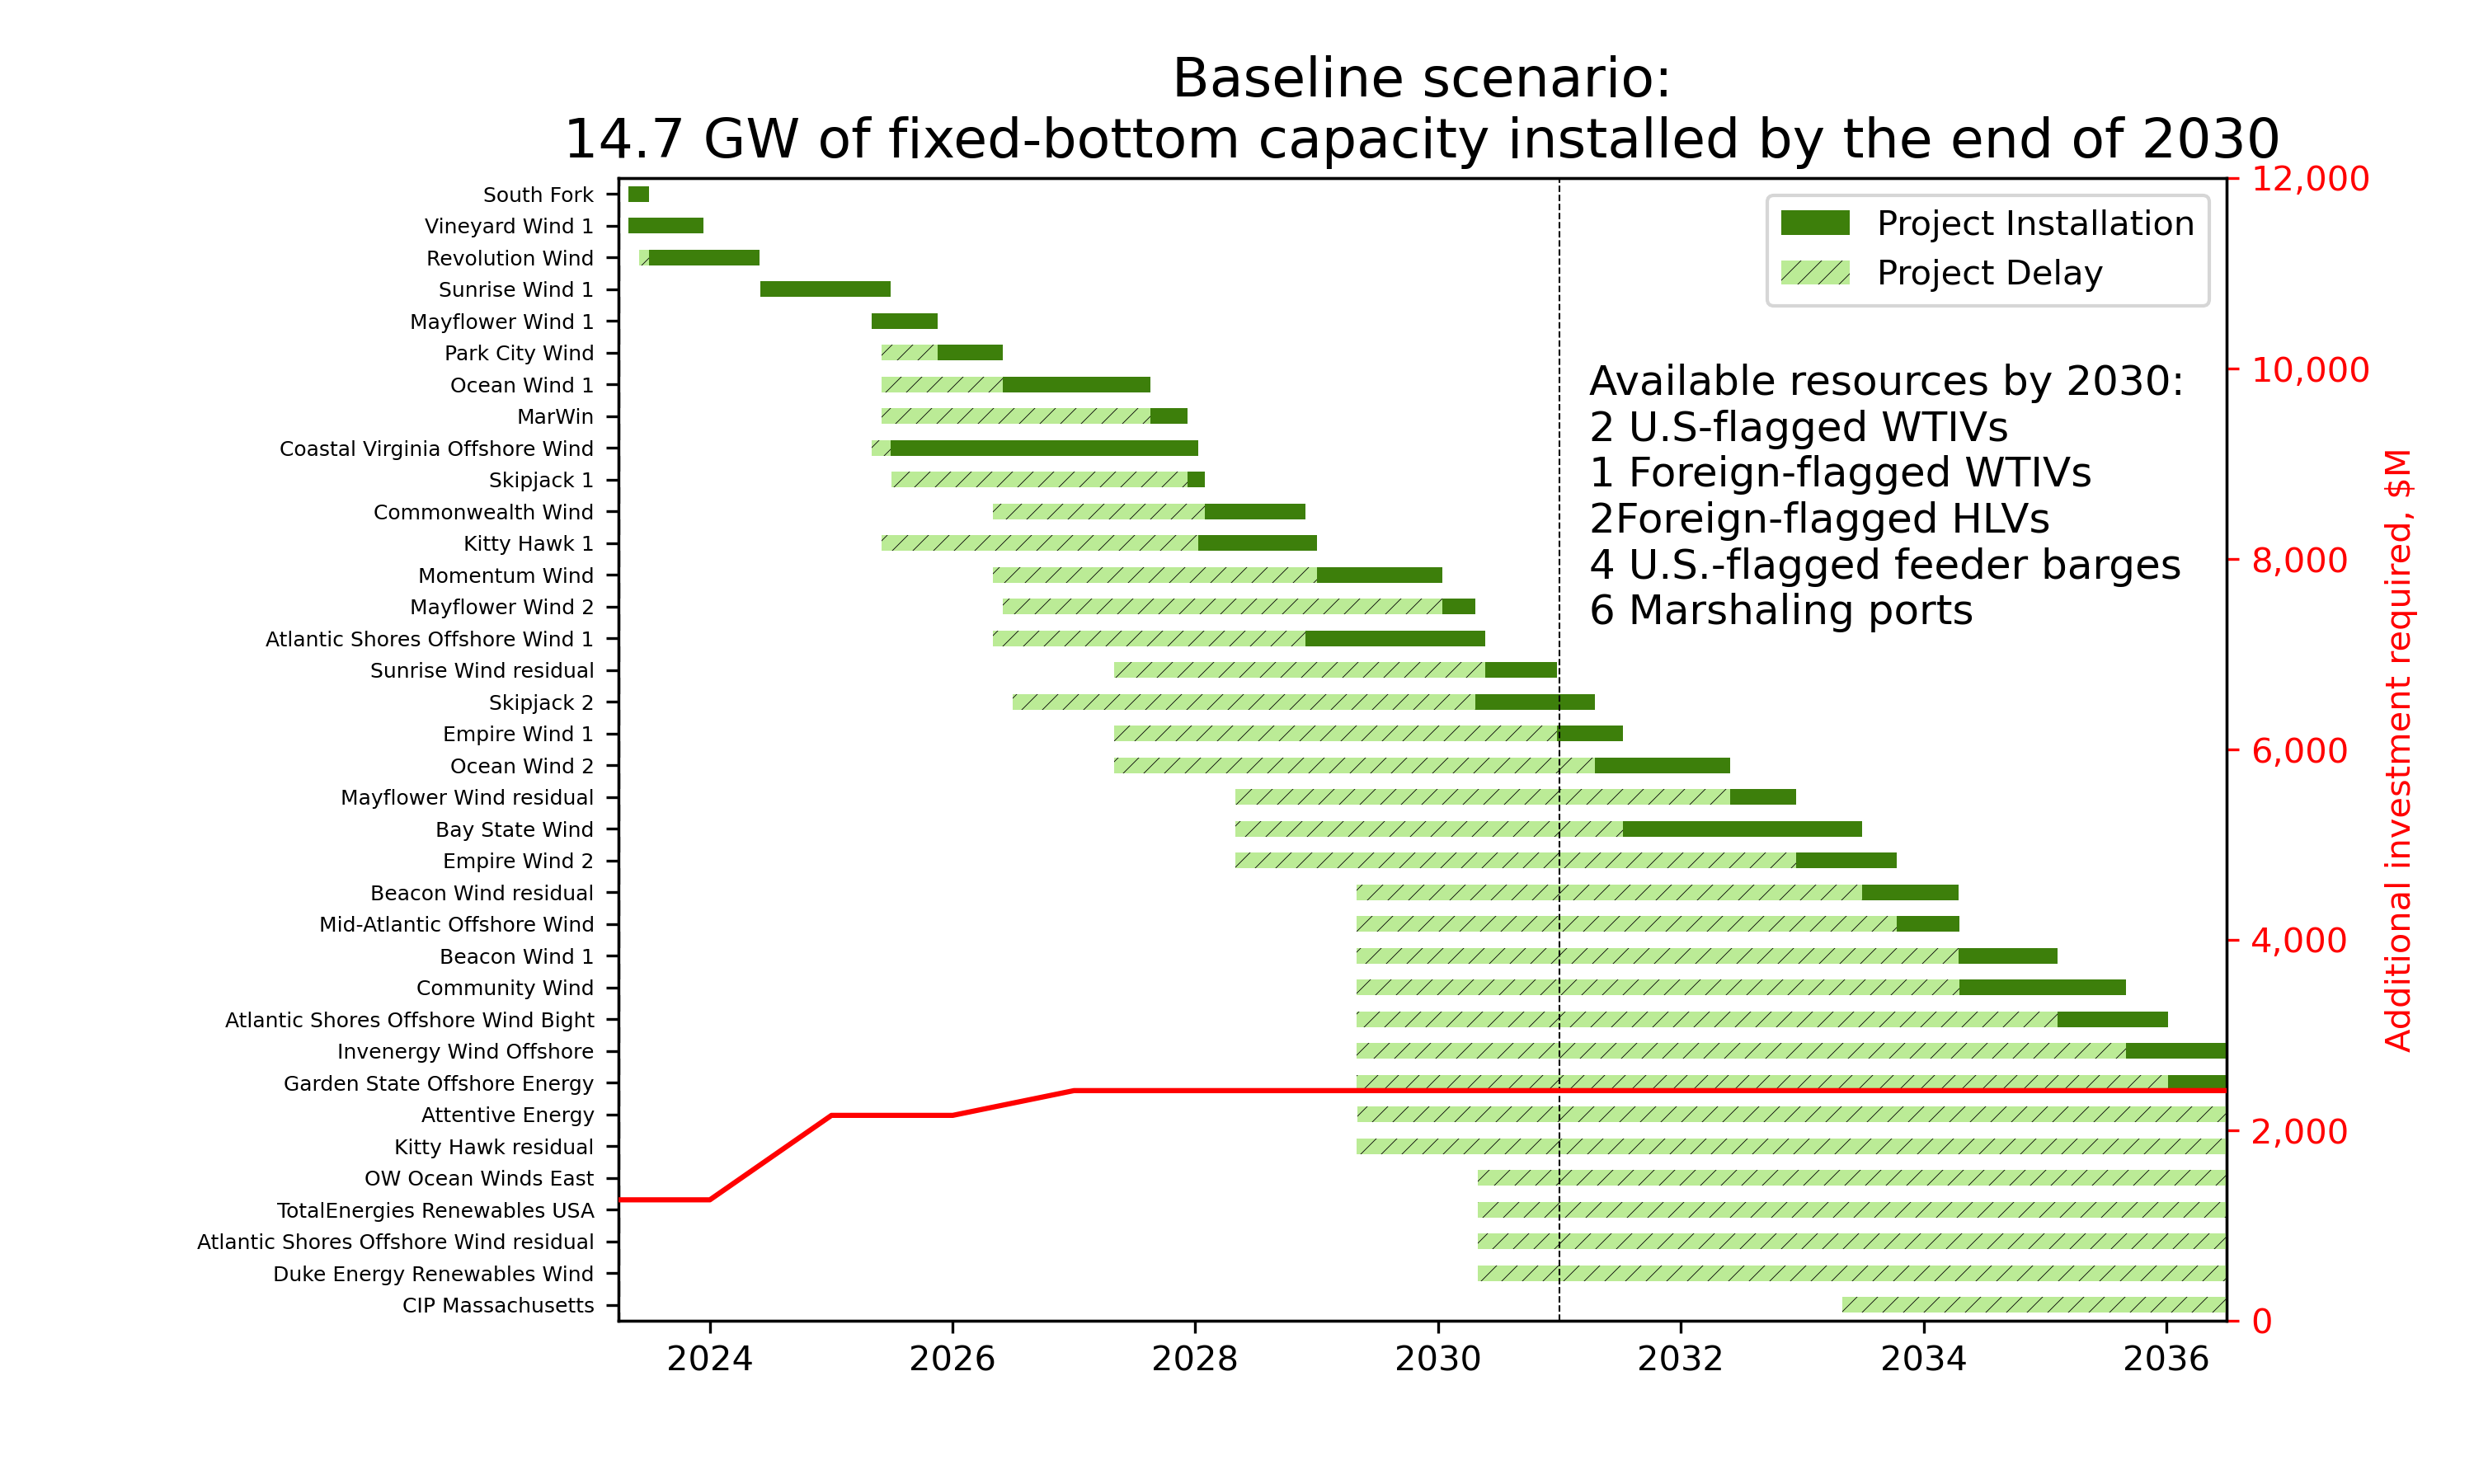 Baseline scenario:
14.7 GW of fixed-bottom capacity installed by the end of 2030
South Fork
Vineyard Wind 1
Revolution Wind
Sunrise Wind 1
Mayflower Wind 1
Park City Wind
Ocean Wind 1
MarWin
Coastal Virginia Offshore Wind
Skipjack 1
Commonwealth Wind
Kitty Hawk 1
Momentum Wind
Mayflower Wind 2
Atlantic Shores Offshore Wind 1
Sunrise Wind residual
Skipjack 2
Empire Wind 1
Ocean Wind 2
Mayflower Wind residual
Bay State Wind
Empire Wind 2
Beacon Wind residual
Mid-Atlantic Offshore Wind
Beacon Wind 1
Community Wind
Atlantic Shores Offshore Wind Bight
Invenergy Wind Offshore
Garden State Offshore Energy
Attentive Energy
Kitty Hawk residual
OW Ocean Winds East
TotalEnergies Renewables USA
Atlantic Shores Offshore Wind residual
Duke Energy Renewables Wind
CIP Massachusetts
Project Installation
Project Delay
Available resources by 2030:
2 U.S-flagged WTIVs
1 Foreign-flagged WTIVs
2Foreign-flagged HLVs
4 U.S.-flagged feeder barges
6 Marshaling ports
12,000
10,000
8,000
6,000
4,000
2,000
0
Additional investment required, $M
2024
2026
2028
2030
2032
2034
2036